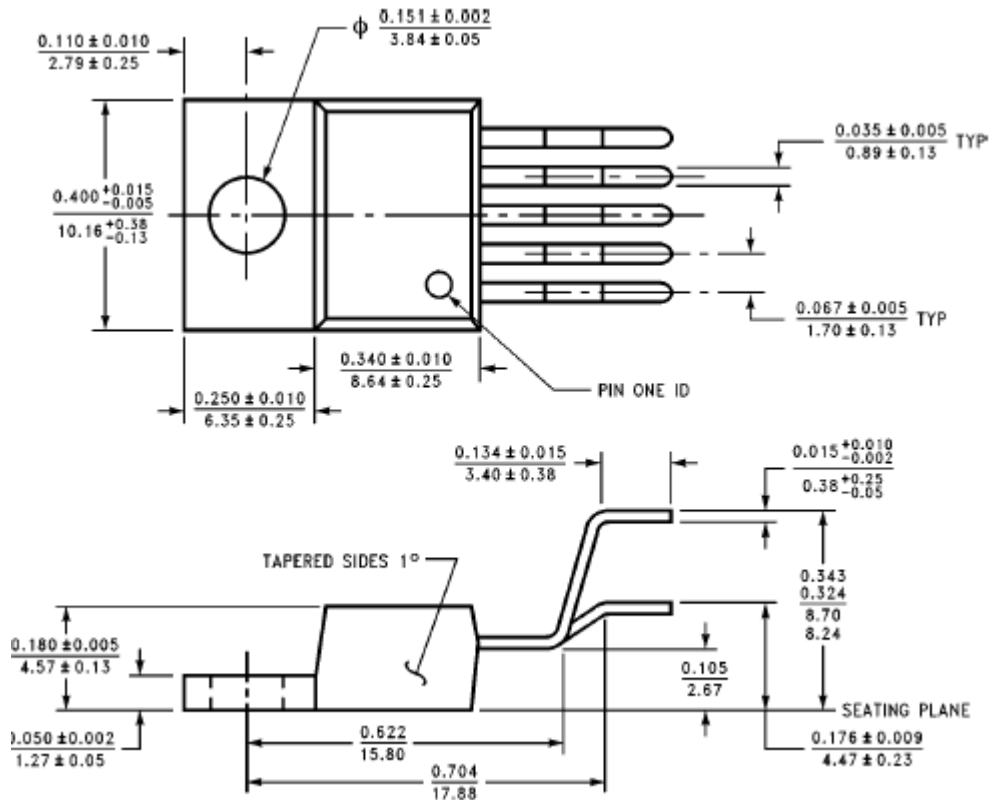 ϕ 0.151 ± 0.002
3.84 ± 0.05
0.110 ± 0.010
2.79 ± 0.25
0.035 ± 0.005 TYP
0.89 ± 0.13
0.400 +0.015 -0.005
10.16 +0.38 -0.13
0.067 ± 0.005 TYP
1.70 ± 0.13
0.340 ± 0.010
8.64 ± 0.25
PIN ONE ID
0.250 ± 0.010
6.35 ± 0.25
0.134 ± 0.015
3.40 ± 0.38
0.015 +0.010 -0.002
0.38 +0.25 -0.05
TAPERED SIDES 1°
0.343
0.324
8.70
8.24
0.180 ± 0.005
4.57 ± 0.13
0.105
2.67
SEATING PLANE
0.622
15.80
0.176 ± 0.009
4.47 ± 0.23
.050 ± 0.002
1.27 ± 0.05
0.704
17.88